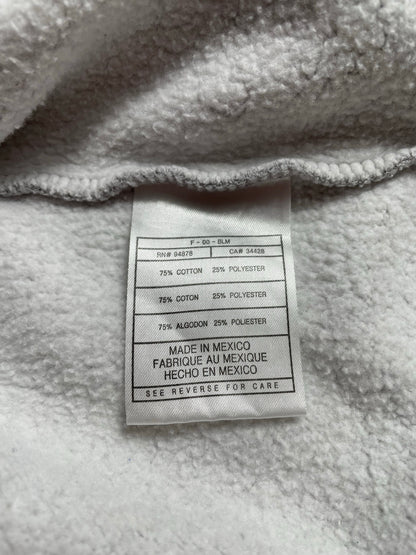 F - 00 - BLM
RN# 94878 CA# 34428
75% COTTON 25% POLYESTER
75% COTON 25% POLYESTER
75% ALGODON 25% POLIESTER
MADE IN MEXICO
FABRIQUE AU MEXIQUE
HECHO EN MEXICO
SEE REVERSE FOR CARE